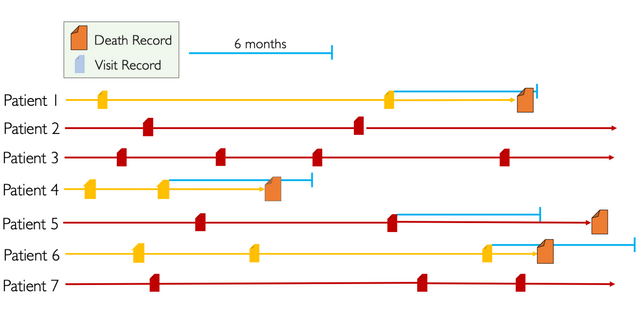 Death Record
Visit Record
6 months
Patient 1
Patient 2
Patient 3
Patient 4
Patient 5
Patient 6
Patient 7